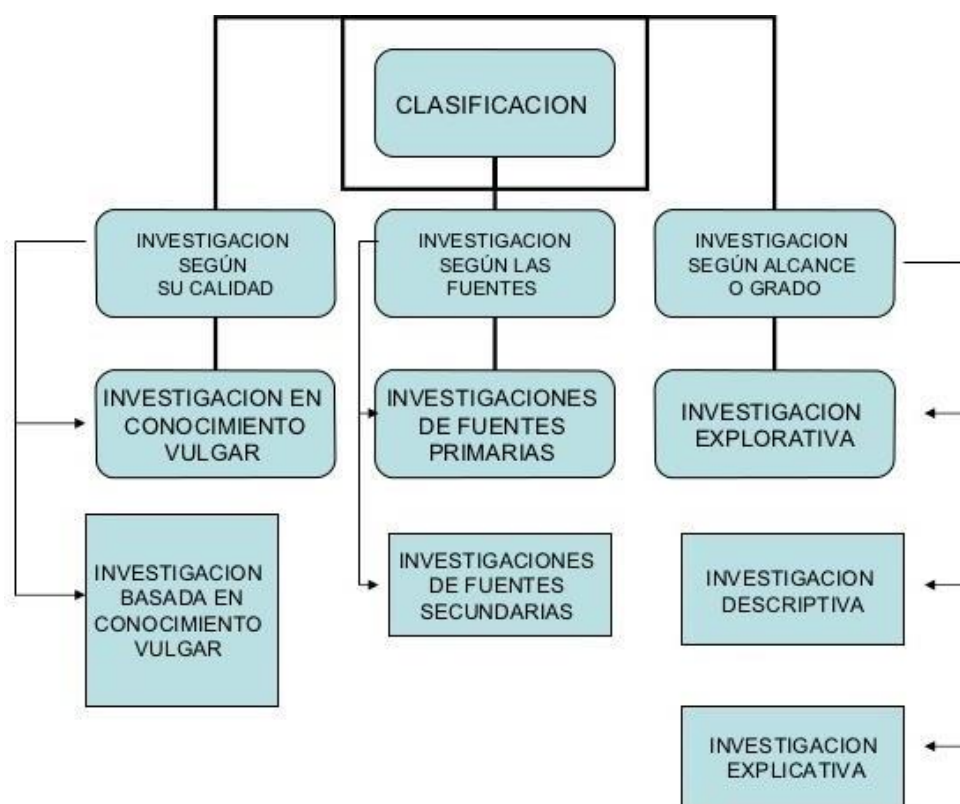 CLASIFICACION
INVESTIGACION
SEGÚN
SU CALIDAD
INVESTIGACION
SEGÚN LAS
FUENTES
INVESTIGACION
SEGÚN ALCANCE
O GRADO
INVESTIGACION EN
CONOCIMIENTO
VULGAR
INVESTIGACIONES
DE FUENTES
PRIMARIAS
INVESTIGACION
EXPLORATIVA
INVESTIGACION
BASADA EN
CONOCIMIENTO
VULGAR
INVESTIGACIONES
DE FUENTES
SECUNDARIAS
INVESTIGACION
DESCRIPTIVA
INVESTIGACION
EXPLICATIVA